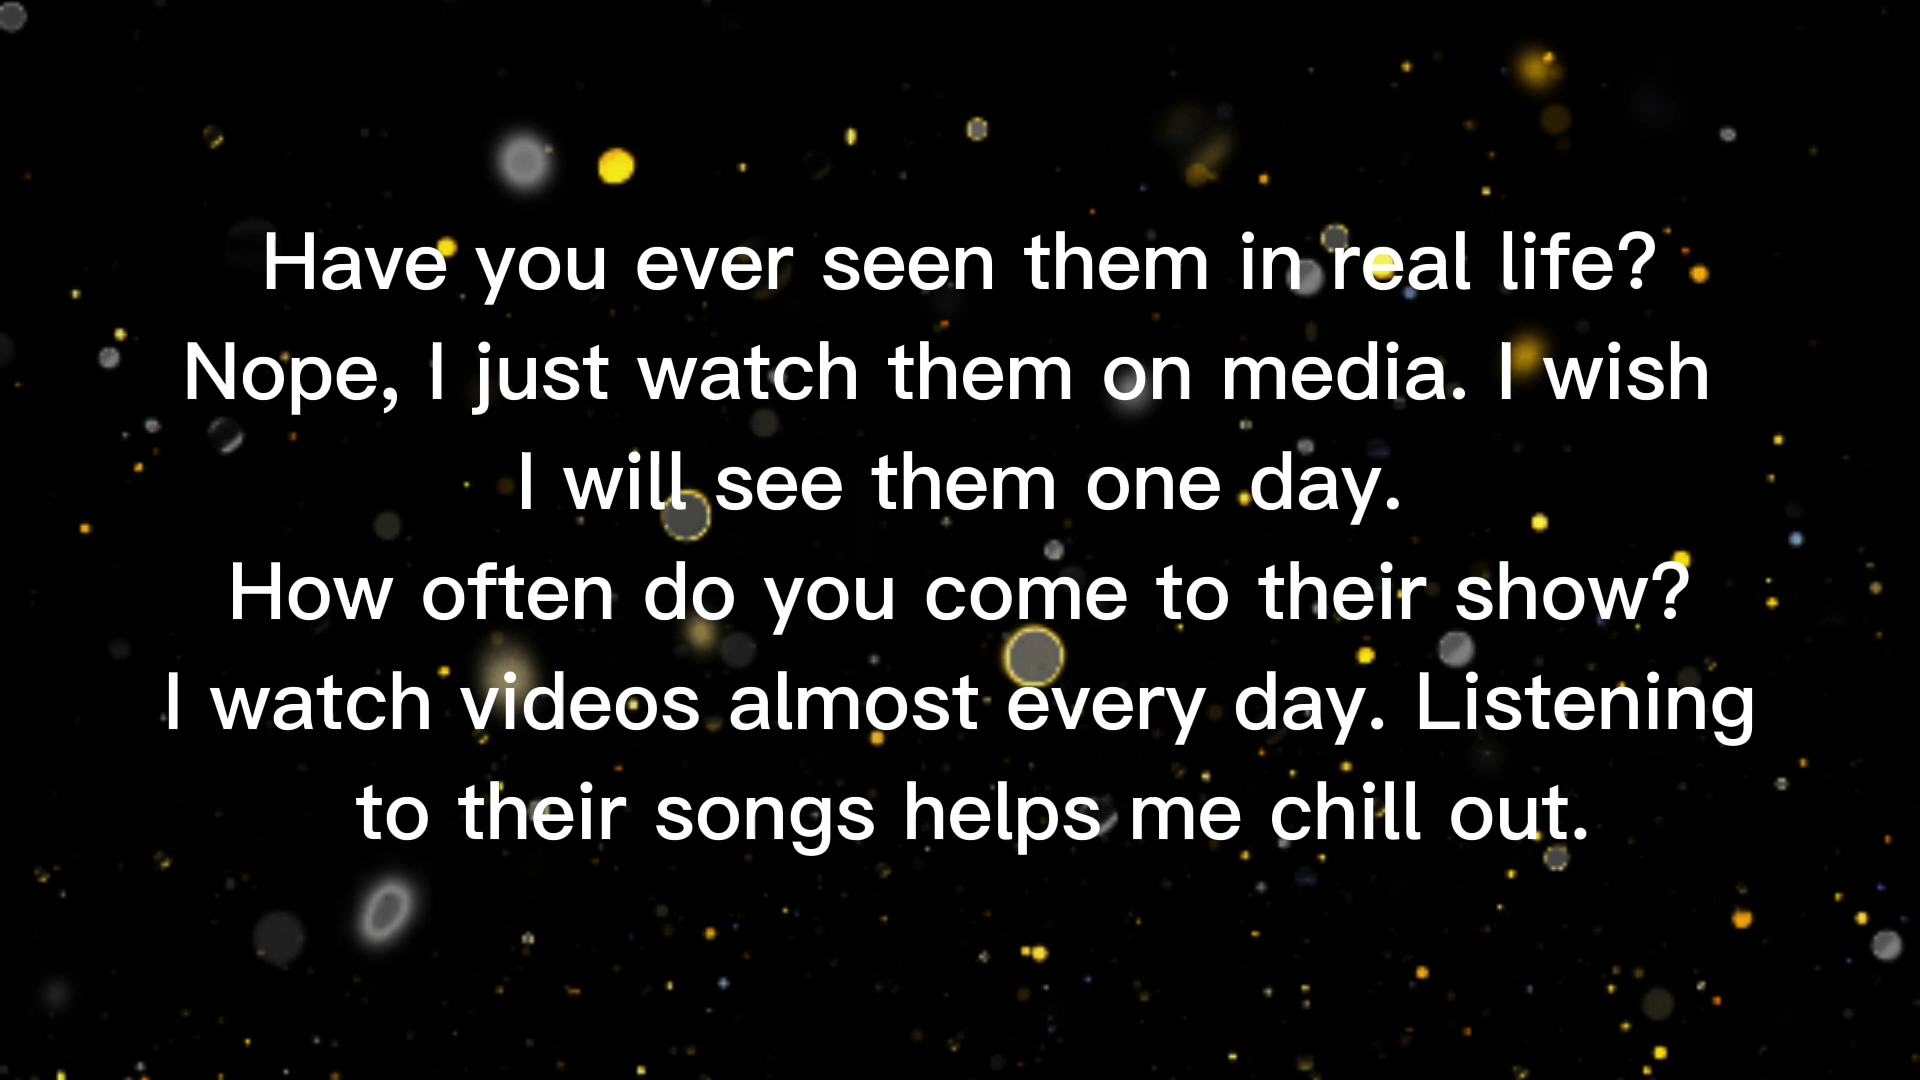 Have you ever seen them in real life?
Nope, I just watch them on media. I wish
I will see them one day.
How often do you come to their show?
I watch videos almost every day. Listening
to their songs helps me chill out.